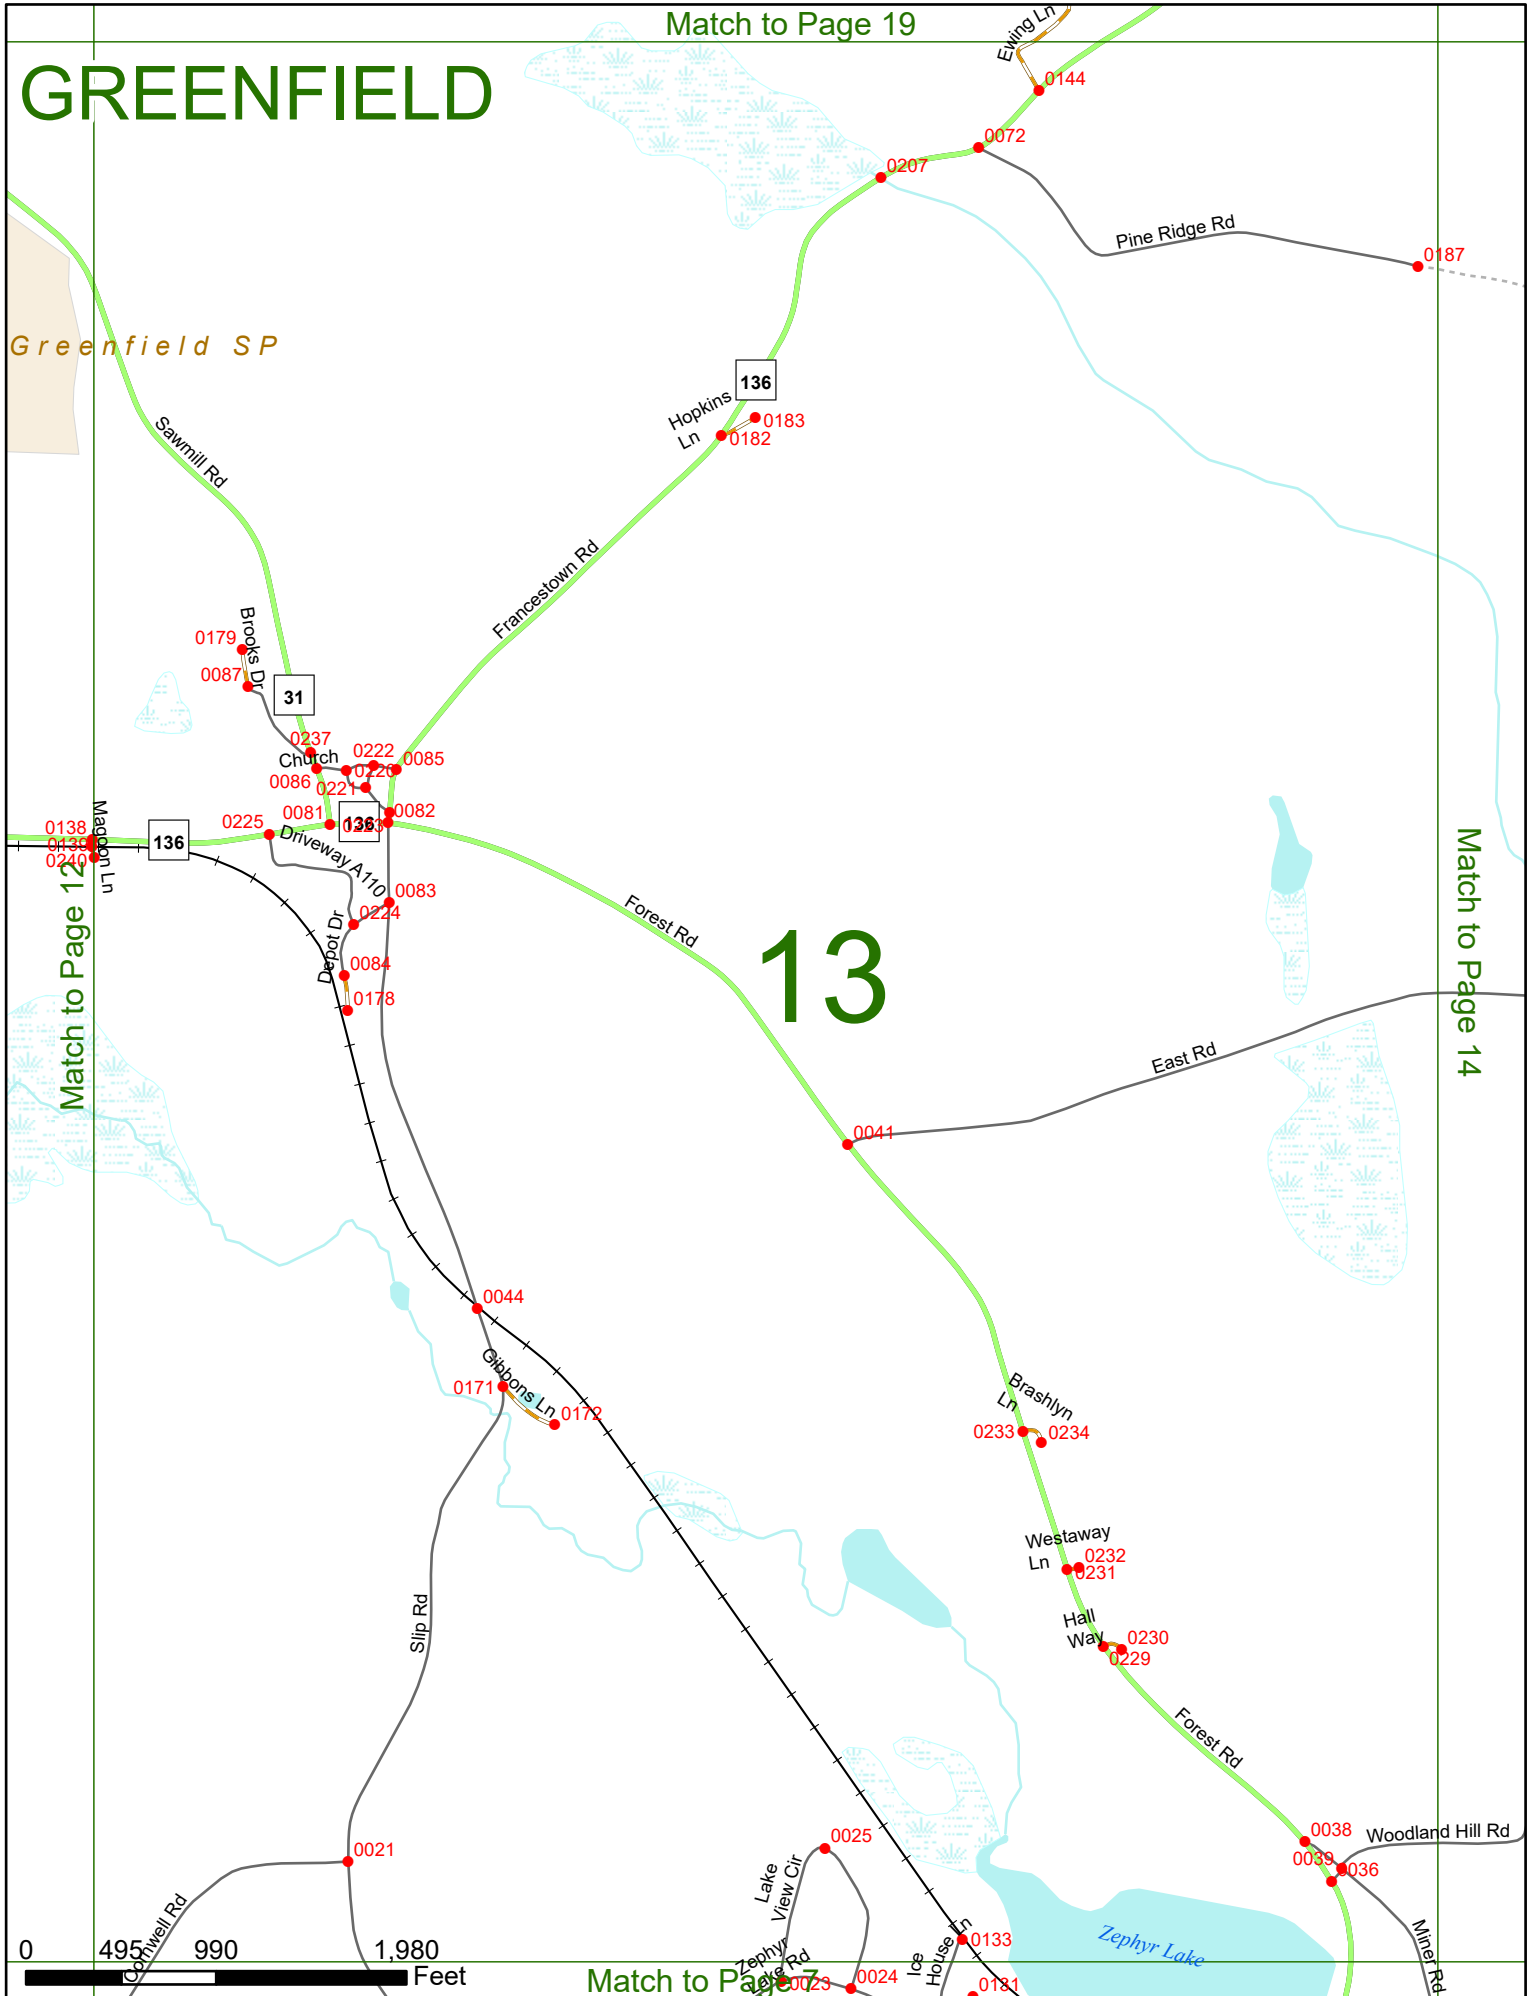 Match to Page 19
GREENFIELD
Ewing Ln
0144
0072
0207
Pine Ridge Rd
0187
Greenfield SP
136
Hopkins
Ln
0183
0182
Sawmill Rd
Francestown Rd
0179
Brooks Dr
0087
31
0237
Church
0222
0085
0086
0220
0221
0082
0081
136
0223
0225
0138
0139
0240
Magoon Ln
136
Driveway A110
0083
0224
Depot Dr
0084
0178
Match to Page 12
Forest Rd
13
Match to Page 14
East Rd
0041
0044
Gibbons Ln
0171
0172
Brashlyn
Ln
0233
0234
Westaway
Ln
0232
0231
Hall
Way
0230
0229
Slip Rd
Forest Rd
0038
Woodland Hill Rd
0039
0036
0021
0025
Lake
View Cir
Cornwell Rd
Zephyr
Lake Rd
Ice
House Ln
0133
Zephyr Lake
Miner Rd
0 495 990 1,980
Feet
Match to Page 7
0023
0024
0131